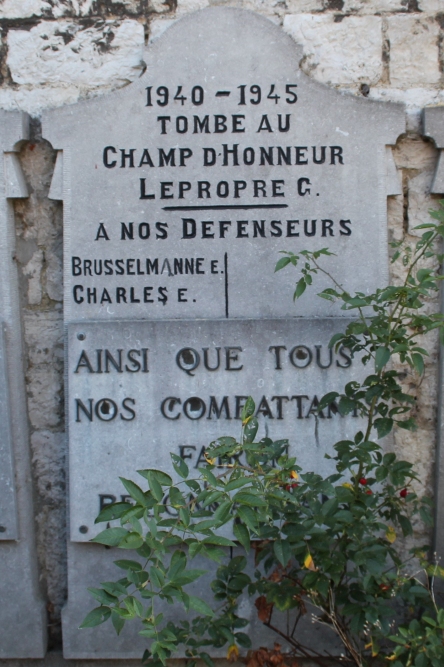 1940 - 1945
TOMBE AU
CHAMP D'HONNEUR
LEPROPRE G.
A NOS DEFENSEURS
BRUSSELMANNE E.
CHARLES E.
AINSI QUE TOUS
NOS COMBATTANTS